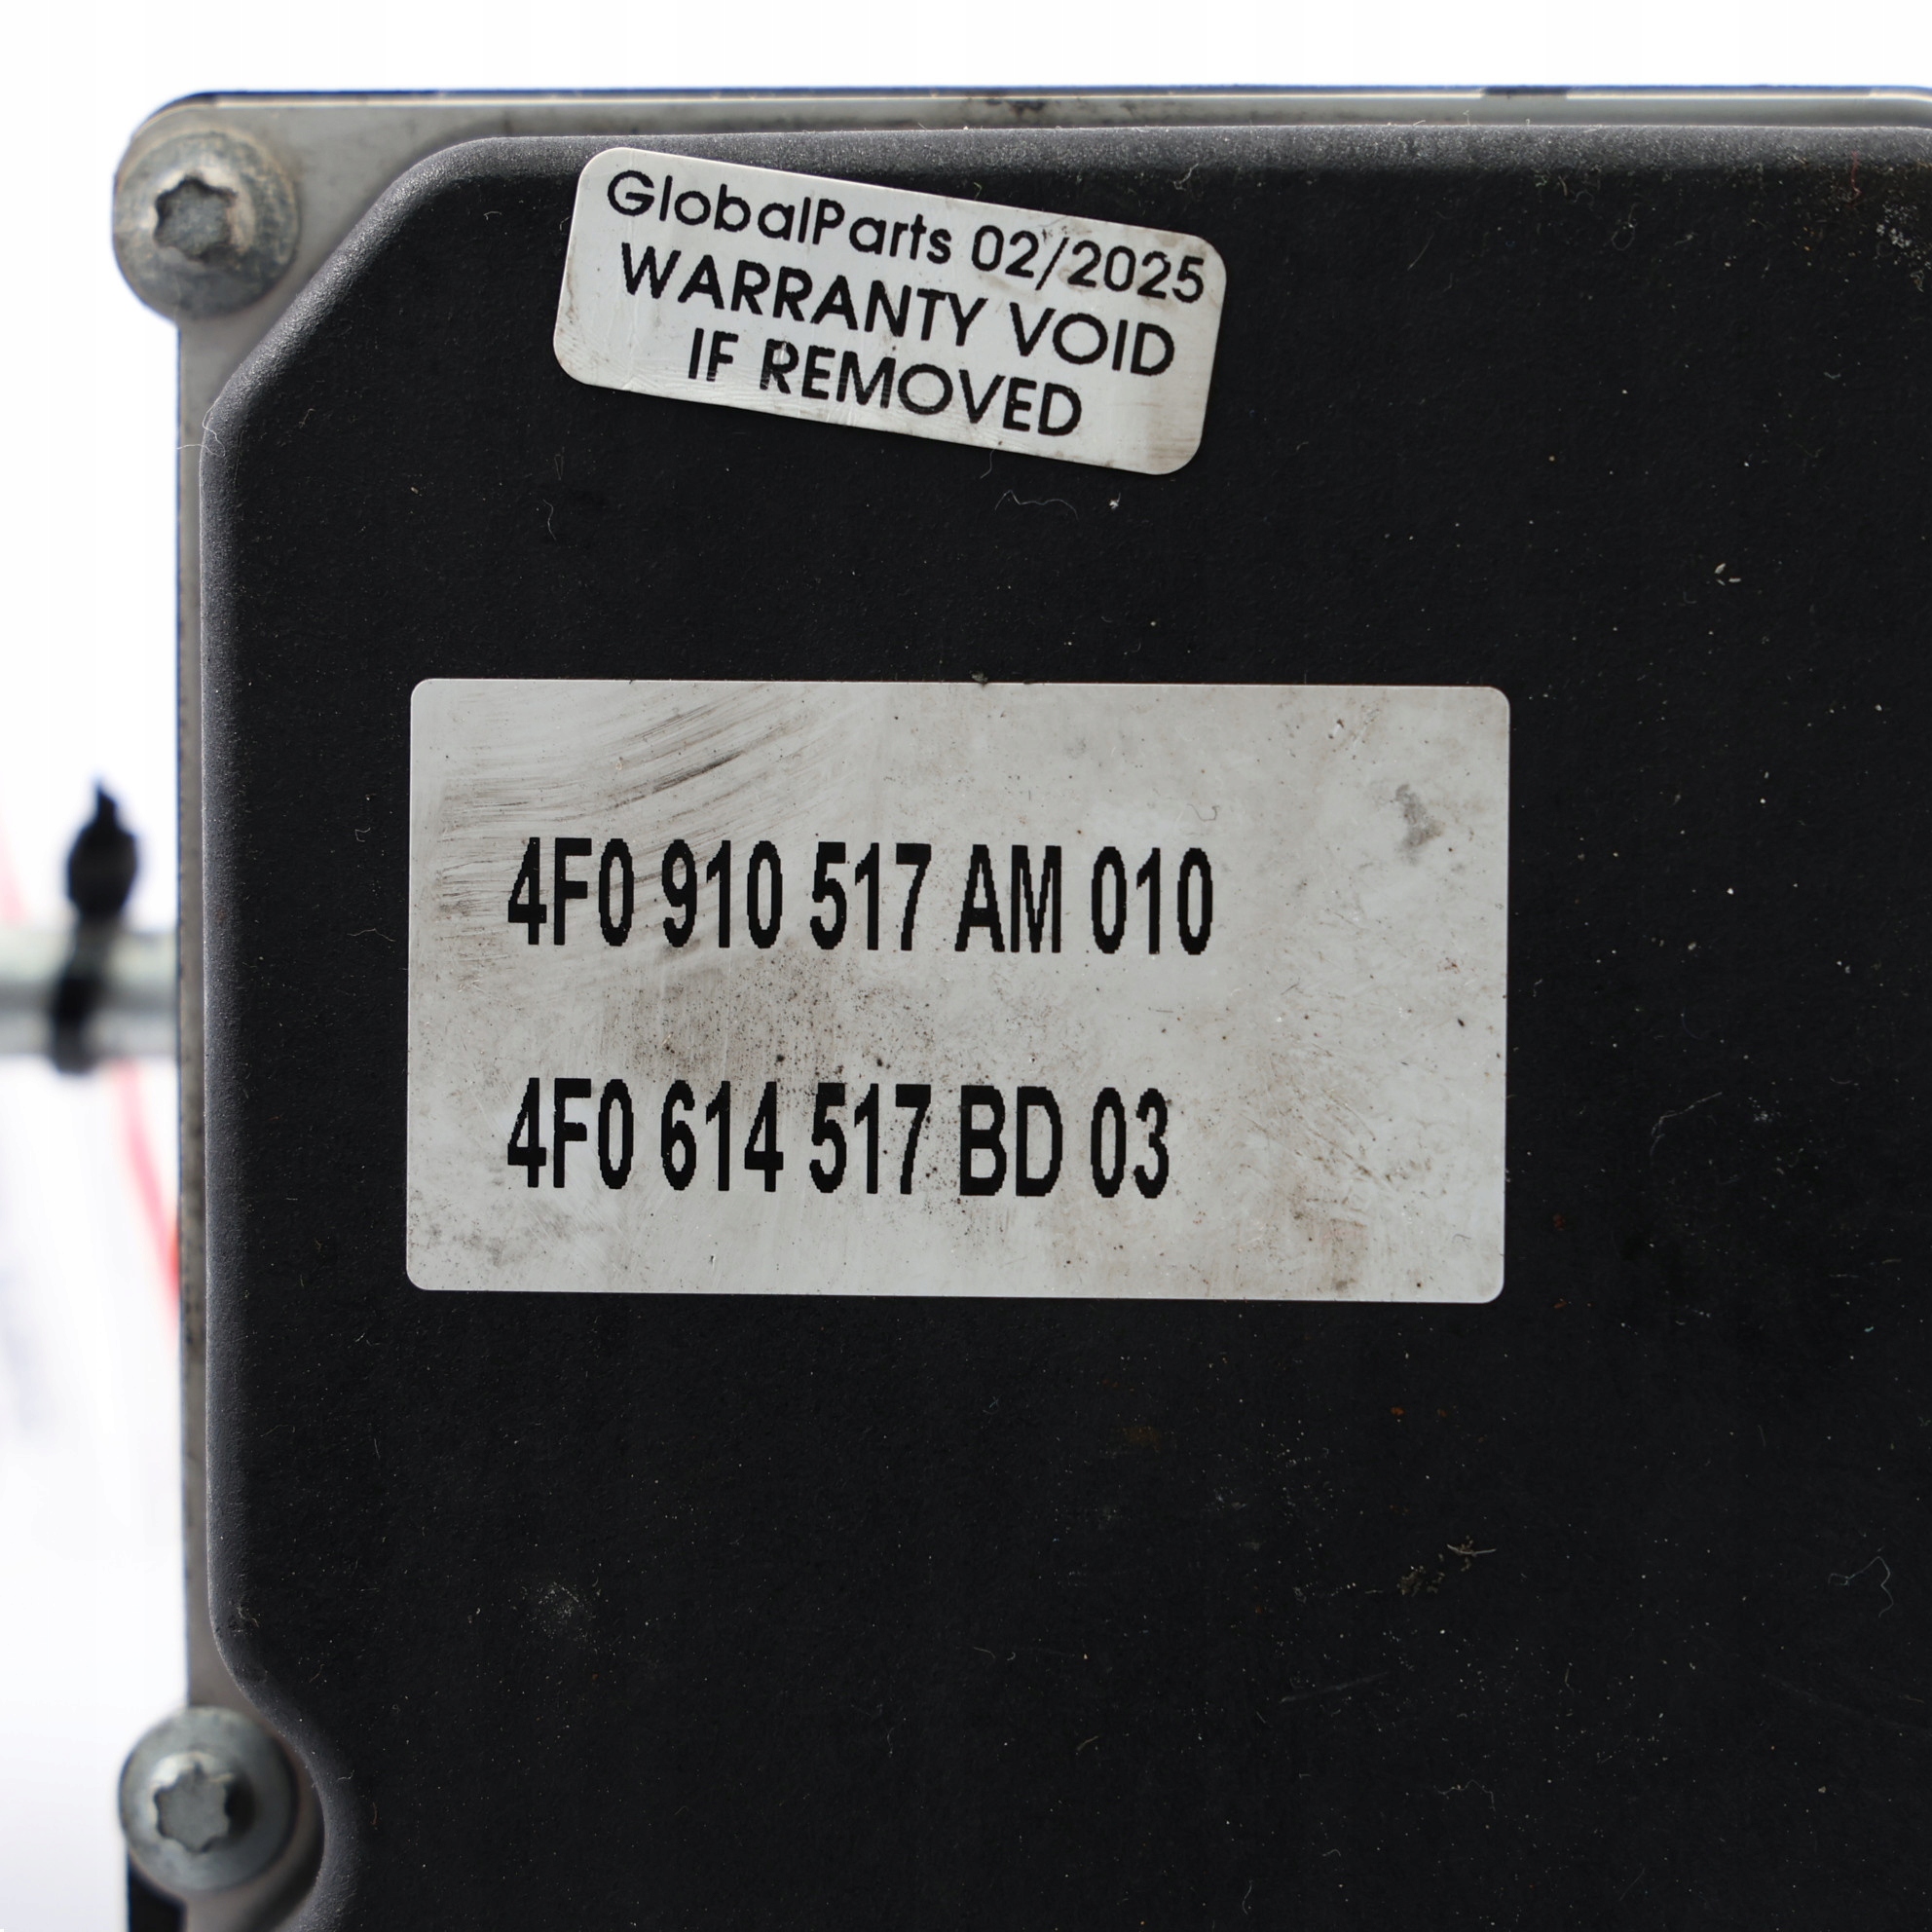 GlobalParts 02/2025
WARRANTY VOID
IF REMOVED
4F0 910 517 AM 010
4F0 614 517 BD 03